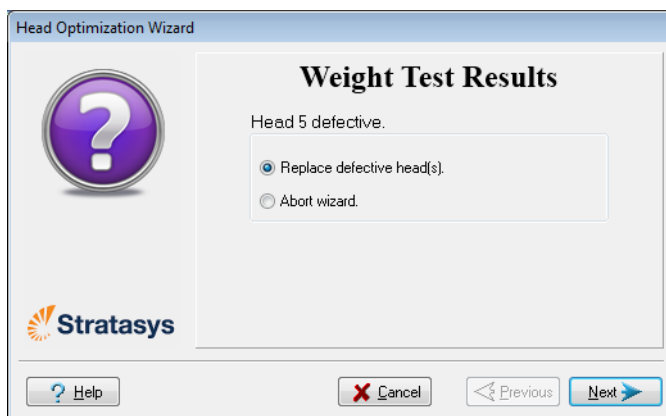 Head Optimization Wizard
Weight Test Results
Head 5 defective.
Replace defective head(s).
Abort wizard.
Stratasys
? Help
Cancel
Previous
Next